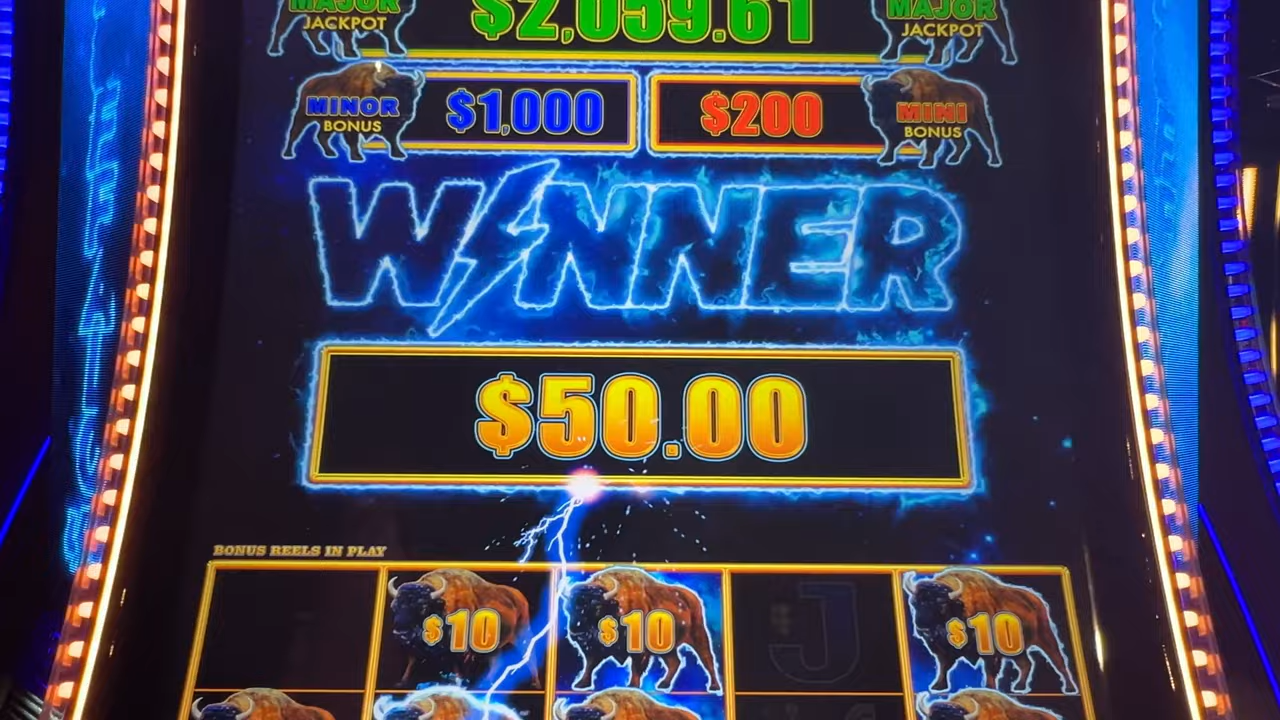 MAJOR JACKPOT $2,059.61 MAJOR JACKPOT
MINOR BONUS $1,000 $200 MINI BONUS
WINNER
$50.00
BONUS REELS IN PLAY
$10 $10 J $10